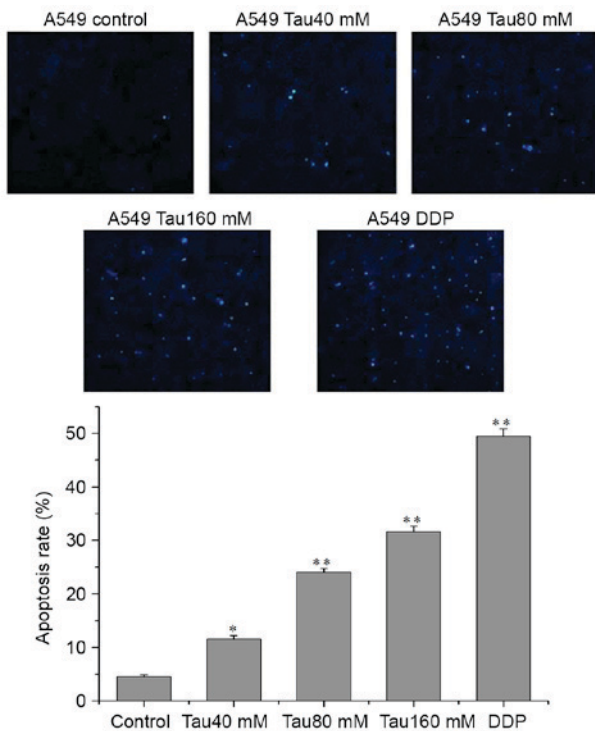 A549 control A549 Tau40 mM A549 Tau80 mM
A549 Tau160 mM A549 DDP
50
40
30
20
10
0
Apoptosis rate (%)
*
**
**
**
Control Tau40 mM Tau80 mM Tau160 mM DDP